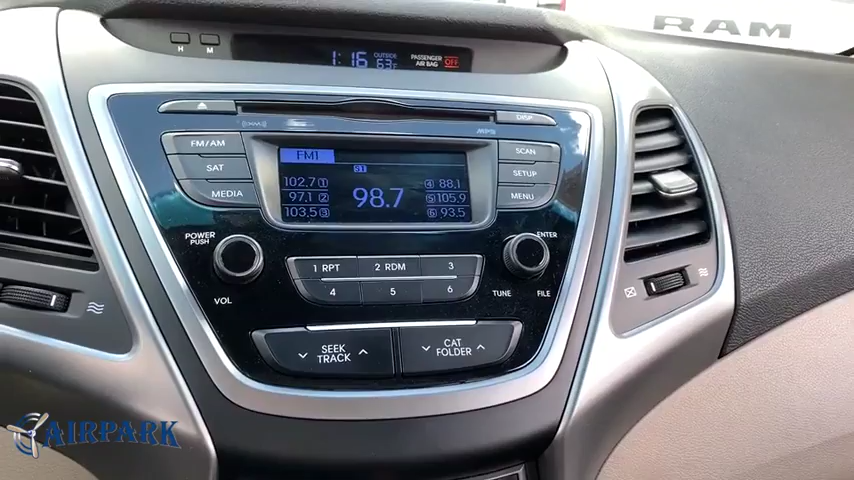 RAM
H M
1:16 OUTSIDE 63F PASSENGER AIR BAG OFF
DISP
((XM)) MP3
FM/AM
SAT
MEDIA
FM1
ST
102.7 1
97.1 2
103.5 3
98.7
4 88.1
5 105.9
6 93.5
SCAN
SETUP
MENU
POWER
PUSH
VOL
1 RPT 2 RDM 3
4 5 6
ENTER
TUNE FILE
SEEK
TRACK
CAT
FOLDER
AIRPARK